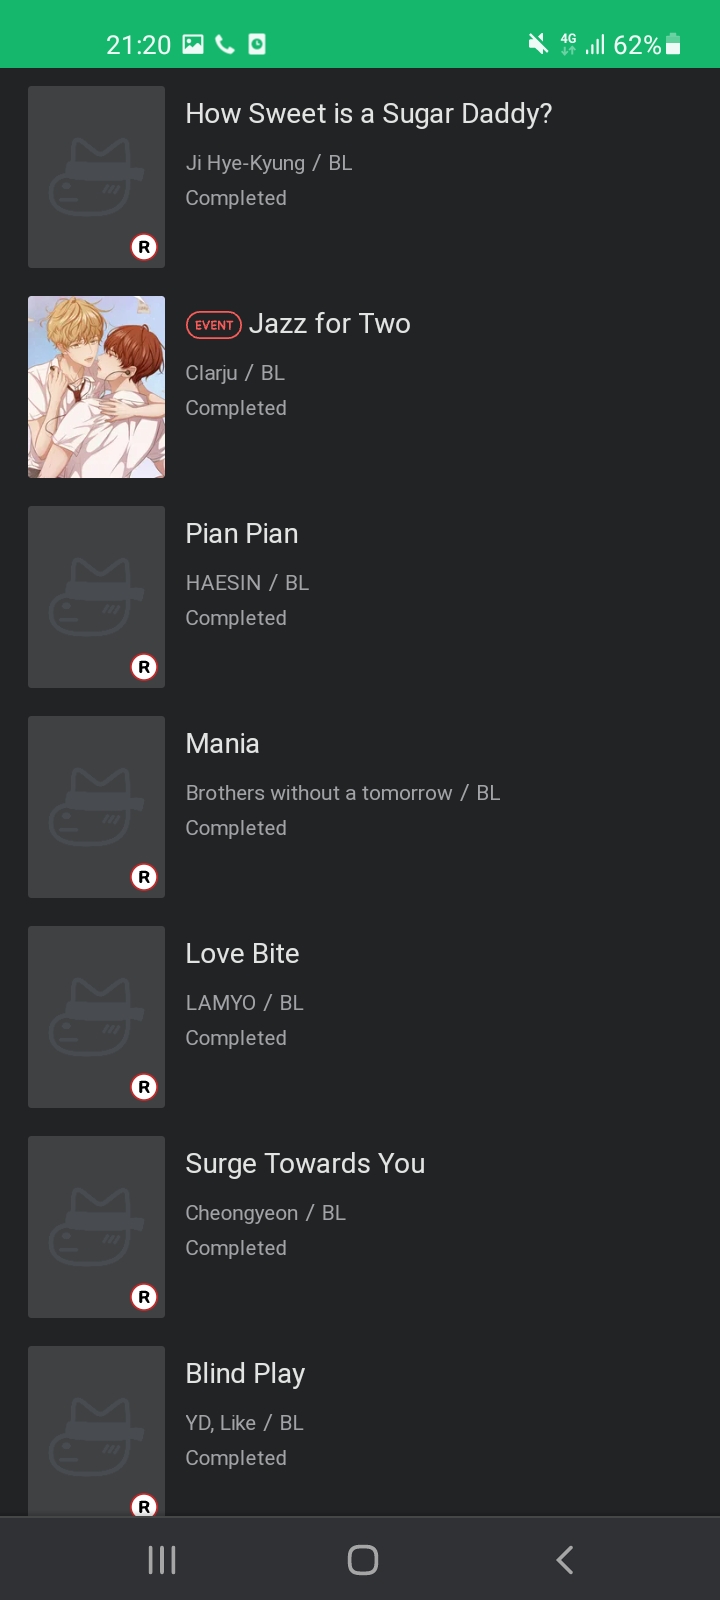 21:20 4G 62%
How Sweet is a Sugar Daddy?
Ji Hye-Kyung / BL
Completed
R
EVENT Jazz for Two
Clarju / BL
Completed
Pian Pian
HAESIN / BL
Completed
R
Mania
Brothers without a tomorrow / BL
Completed
R
Love Bite
LAMYO / BL
Completed
R
Surge Towards You
Cheongyeon / BL
Completed
R
Blind Play
YD, Like / BL
Completed
R